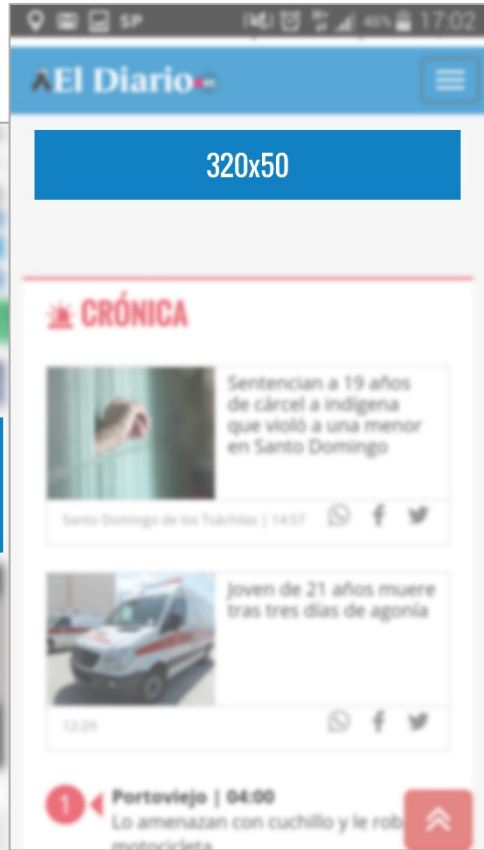 SP 46% 17:02
El Diario
320x50
CRÓNICA
Sentencian a 19 años
de cárcel a indígena
que violó a una menor
en Santo Domingo
Santo Domingo de los Tsáchilas | 14:57
Joven de 21 años muere
tras tres días de agonía
12:29
1
Portoviejo | 04:00
Lo amenazan con cuchillo y le rob
motocicleta